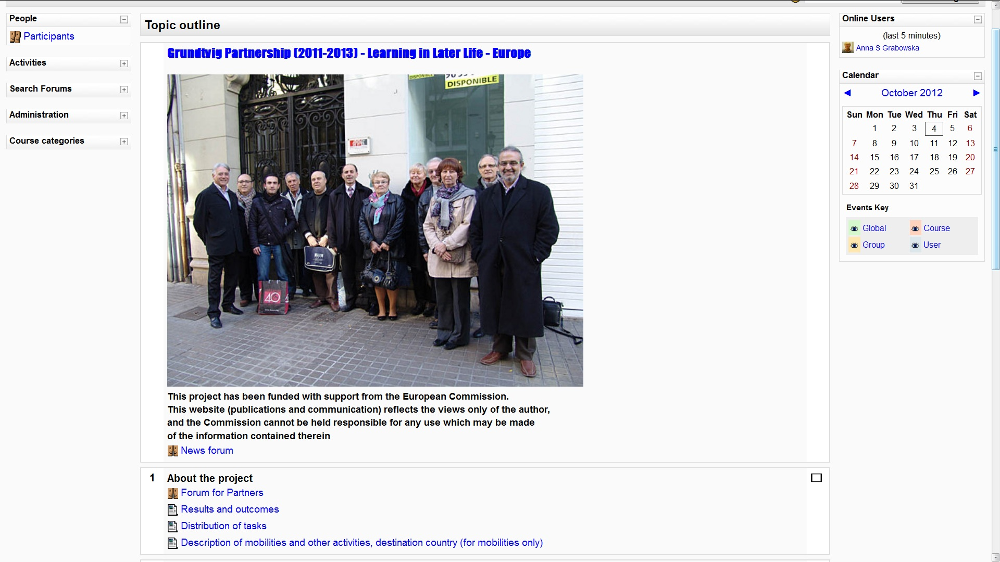 People
Participants
Activities
Search Forums
Administration
Course categories
Topic outline
Grundtvig Partnership (2011-2013) - Learning in Later Life - Europe
DISPONIBLE
DISPONIBLE
40
This project has been funded with support from the European Commission.
This website (publications and communication) reflects the views only of the author,
and the Commission cannot be held responsible for any use which may be made
of the information contained therein
News forum
1 About the project
Forum for Partners
Results and outcomes
Distribution of tasks
Description of mobilities and other activities, destination country (for mobilities only)
Online Users
(last 5 minutes)
Anna S Grabowska
Calendar
October 2012
Sun Mon Tue Wed Thu Fri Sat
1 2 3 4 5 6
7 8 9 10 11 12 13
14 15 16 17 18 19 20
21 22 23 24 25 26 27
28 29 30 31
Events Key
Global Course
Group User